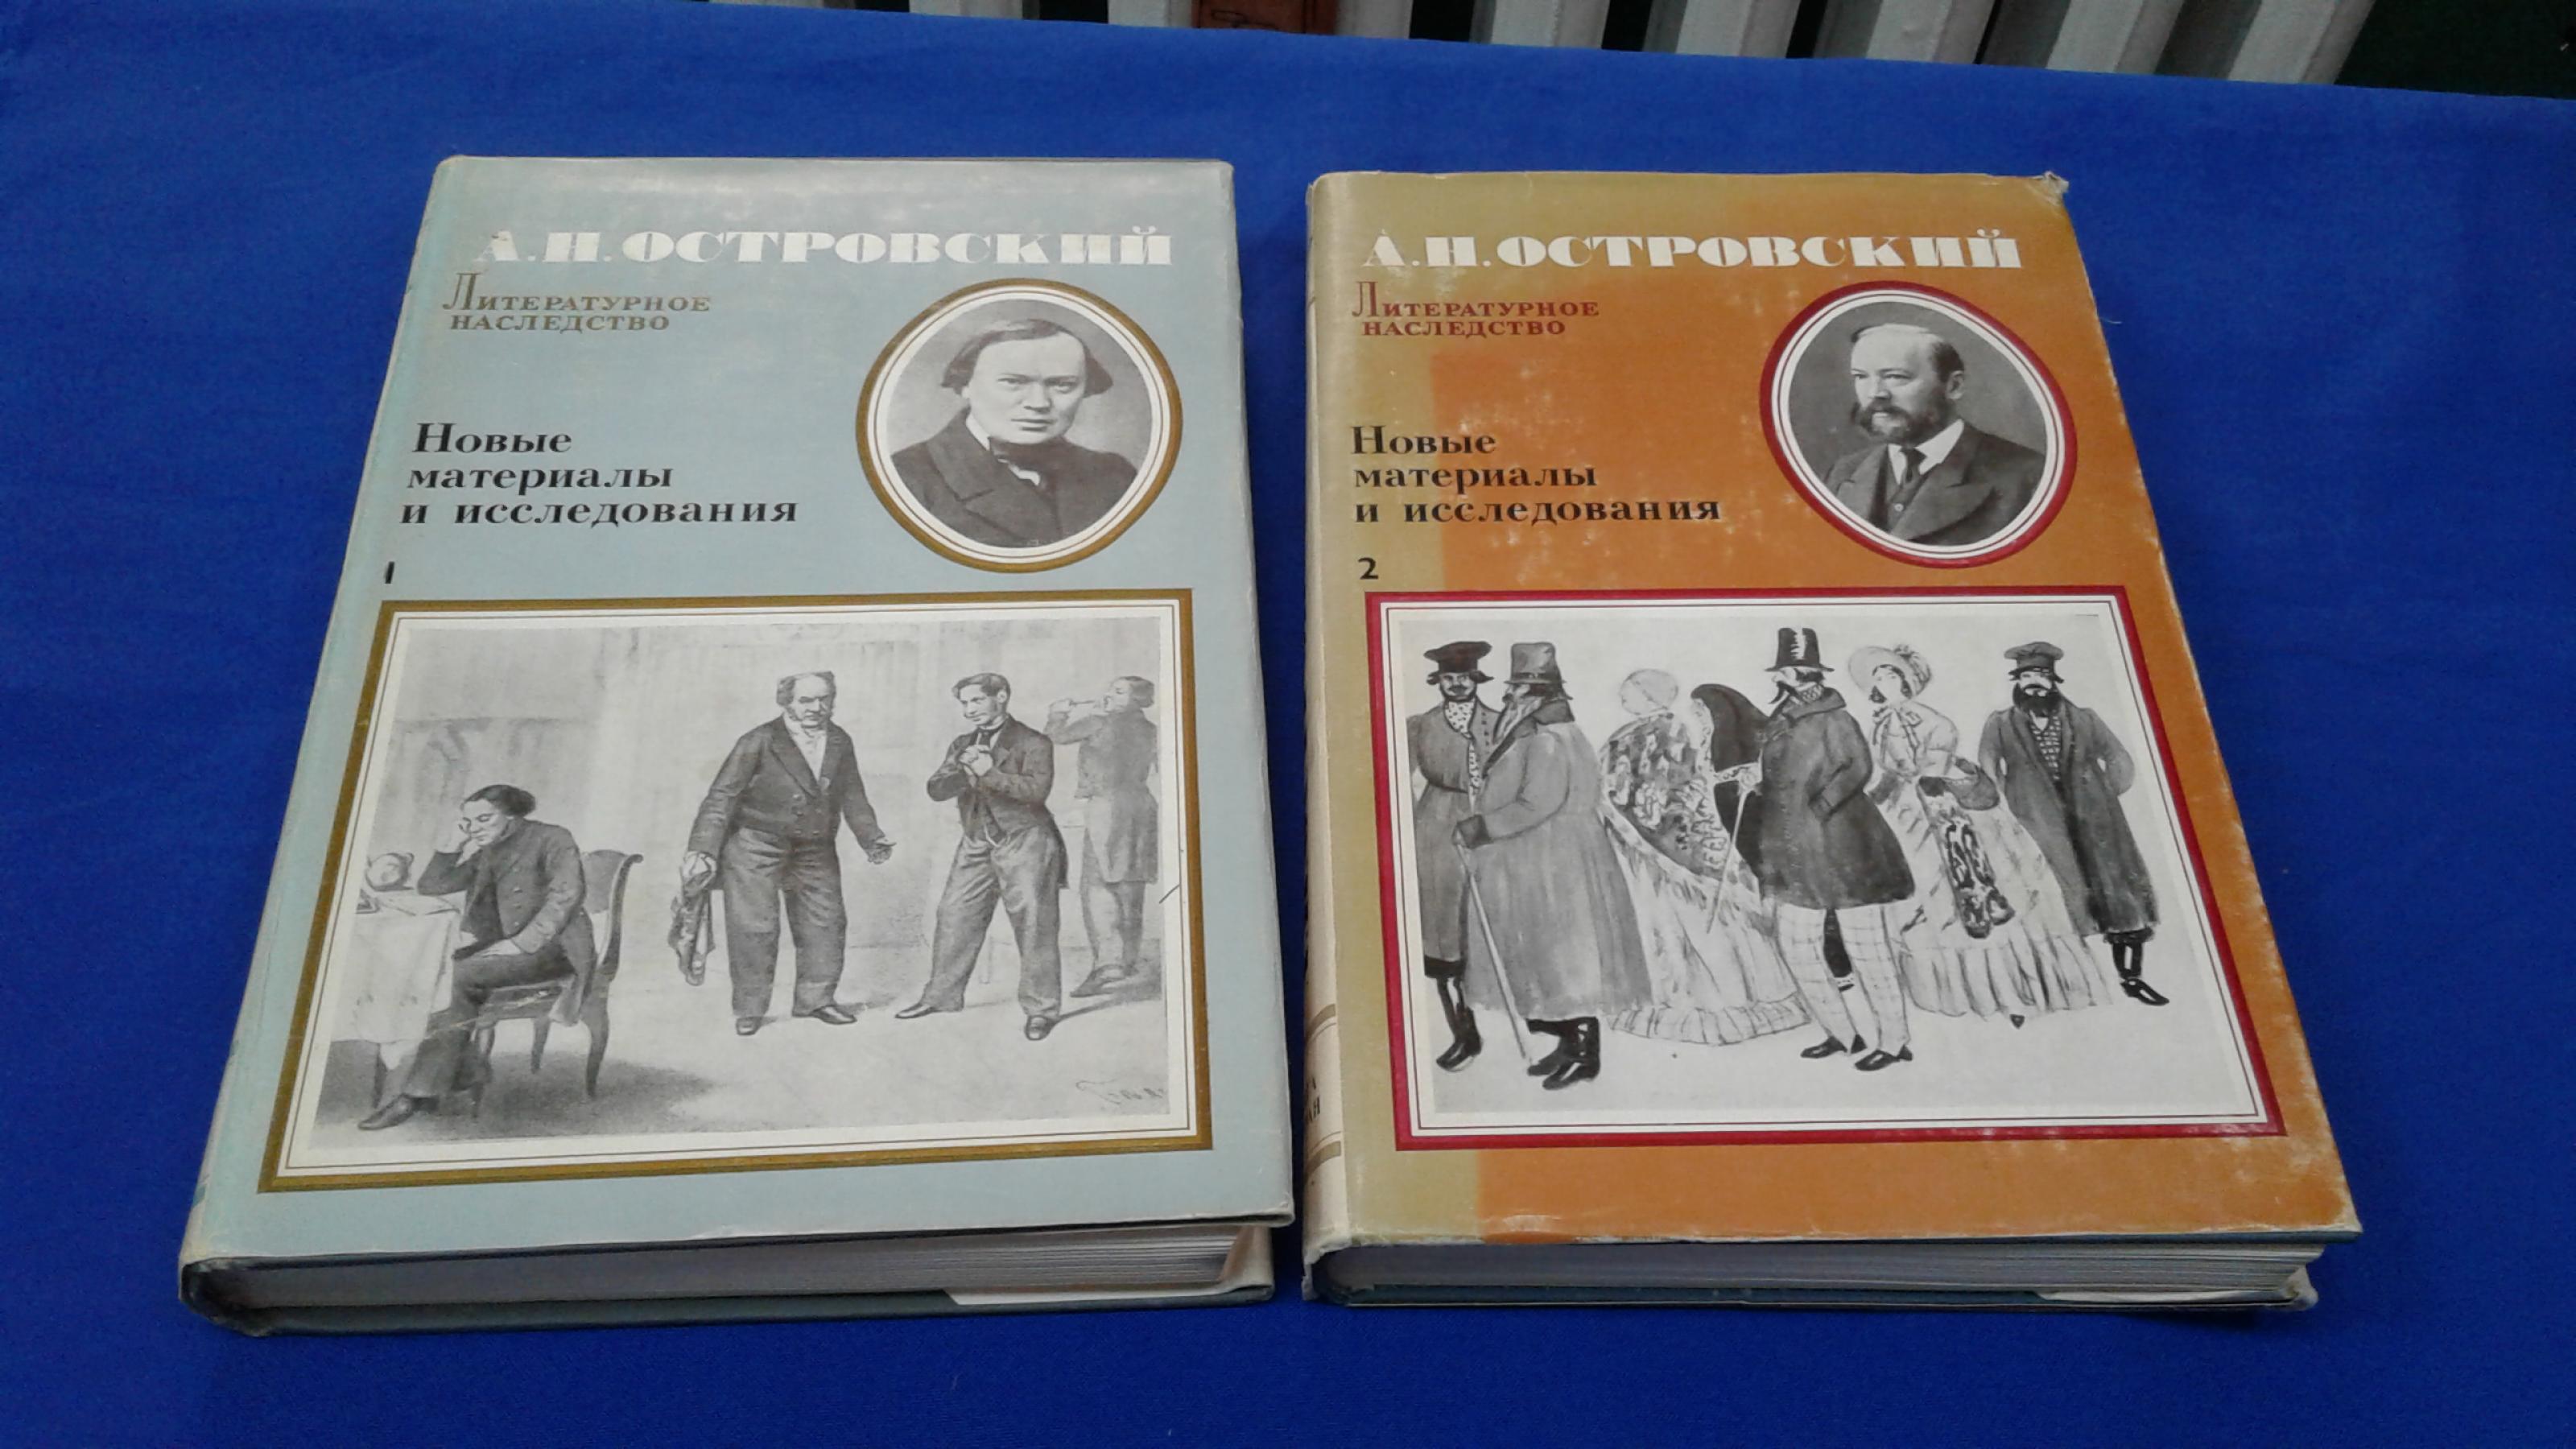 А.Н.ОСТРОВСКИЙ
Литературное
наследство
Новые
материалы
и исследования
1
А.Н.ОСТРОВСКИЙ
Литературное
наследство
Новые
материалы
и исследования
2